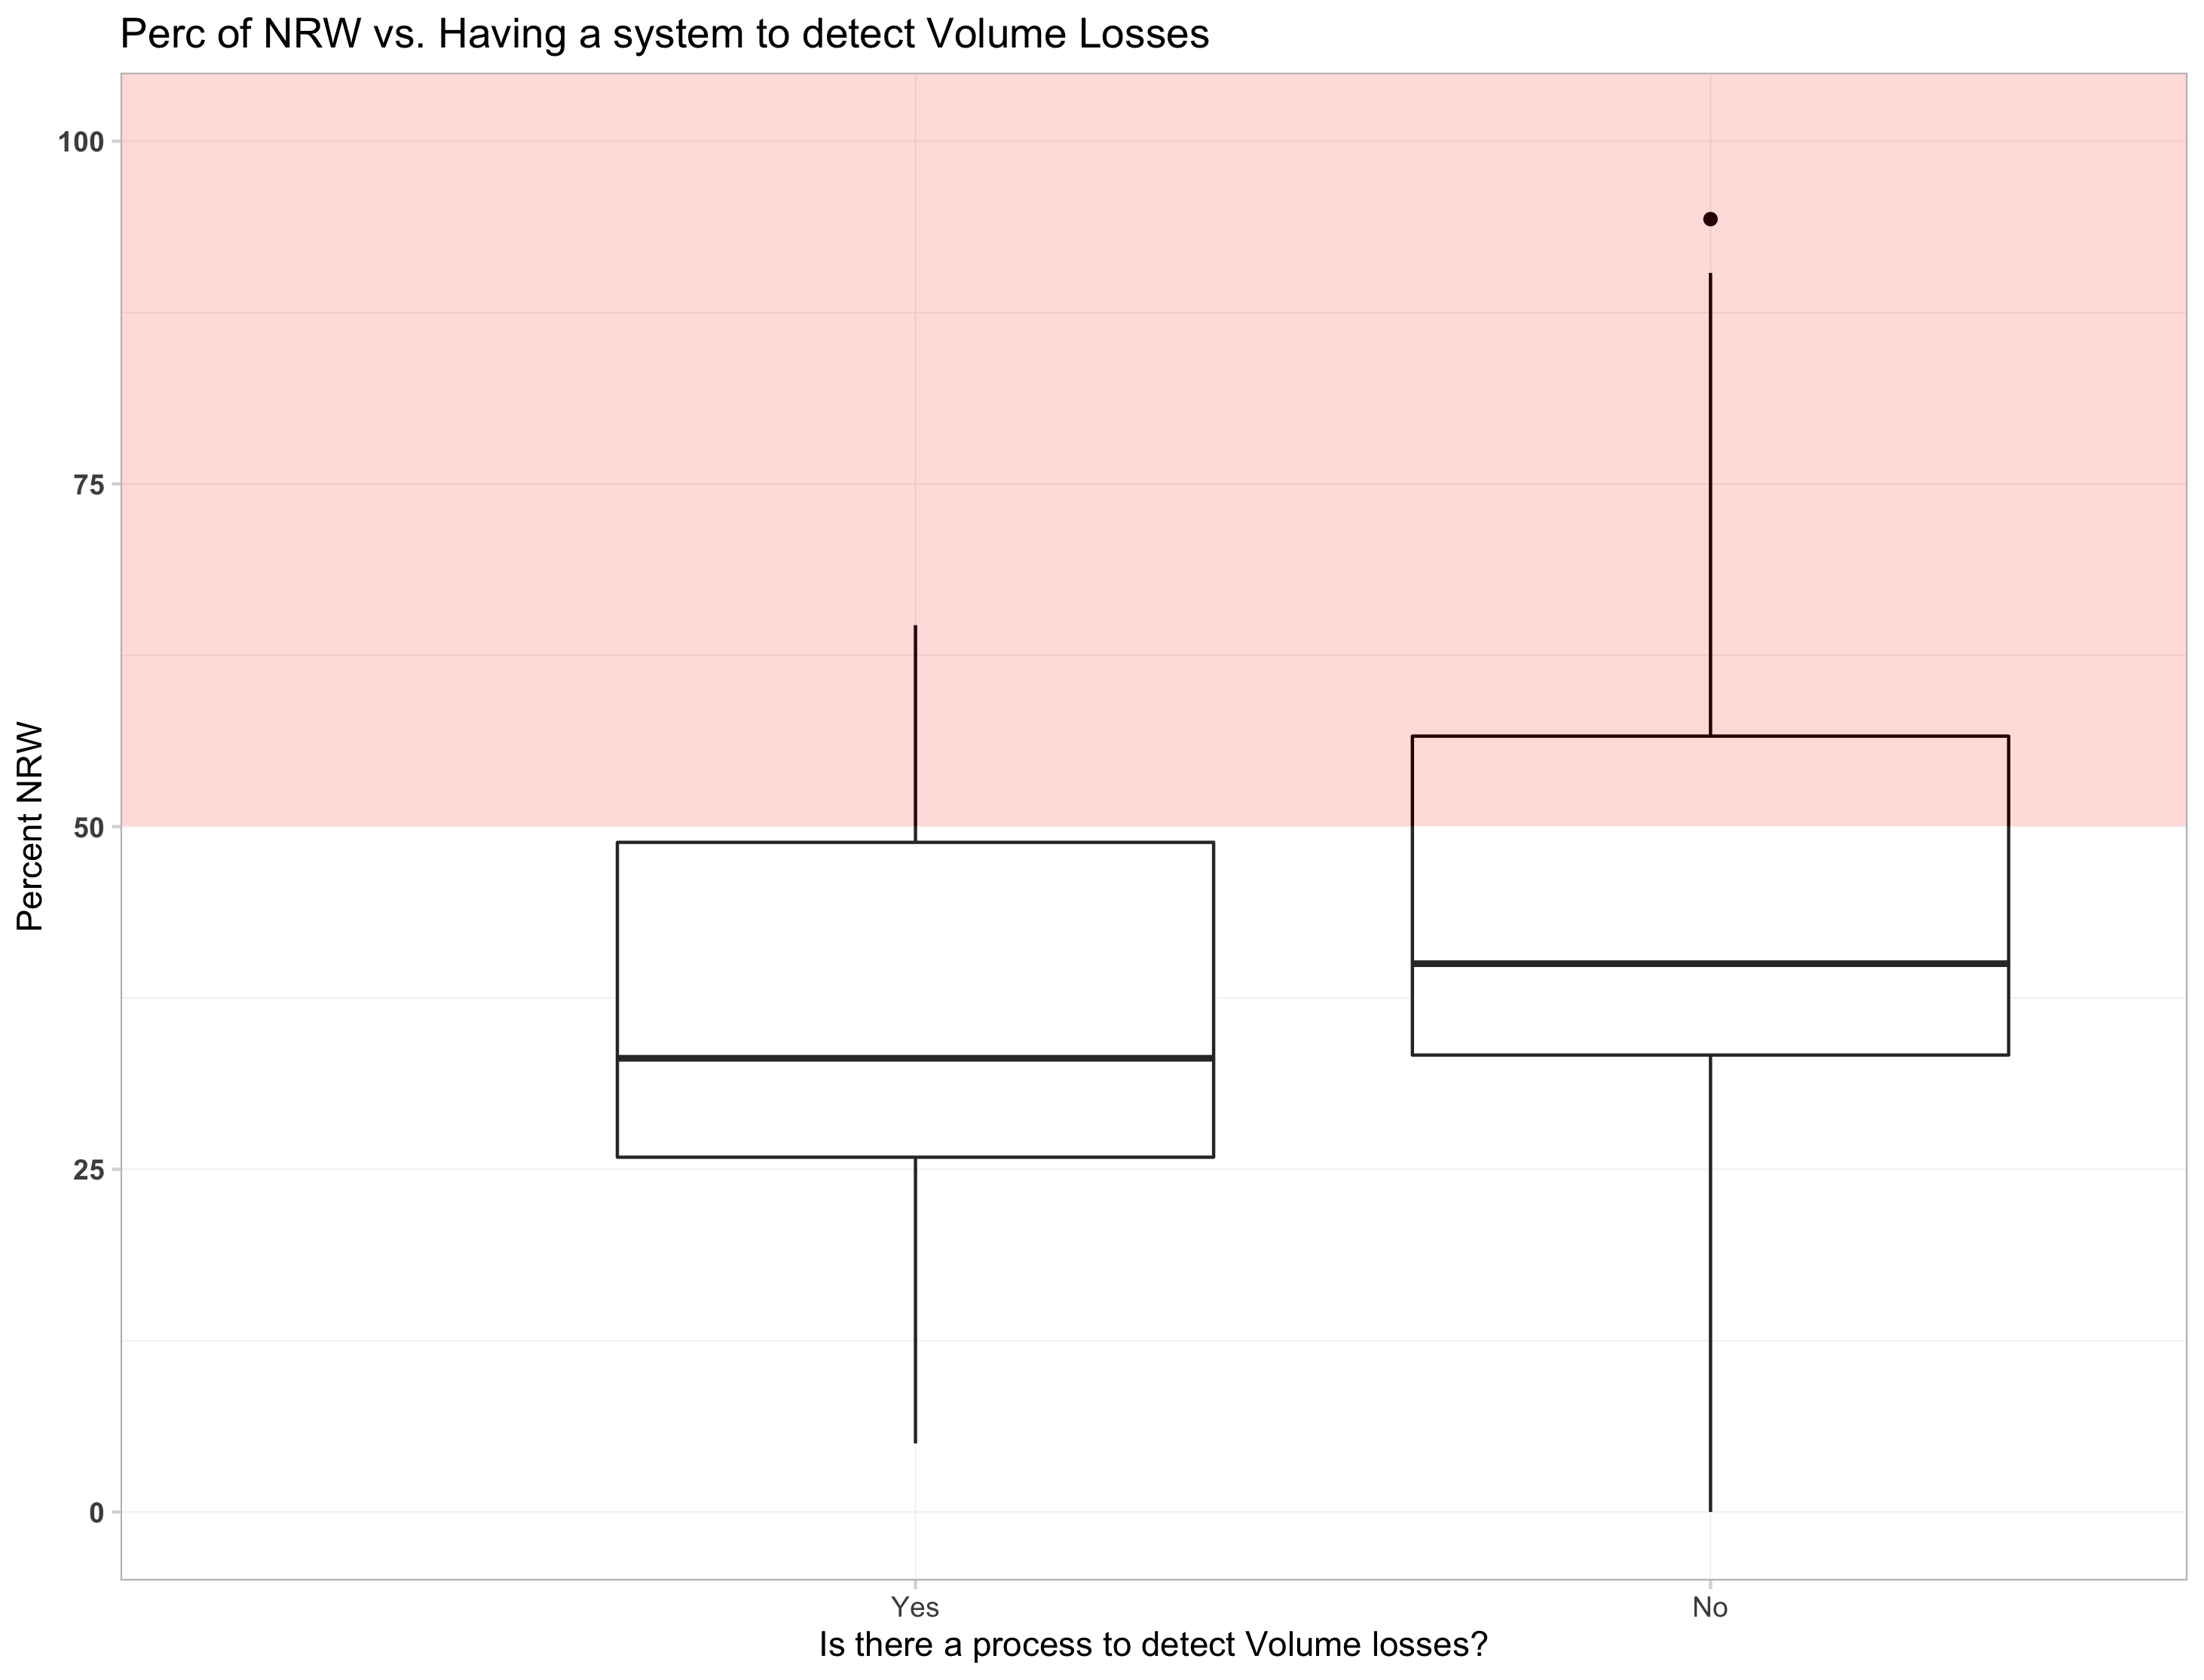 Perc of NRW vs. Having a system to detect Volume Losses
Percent NRW
100
75
50
25
0
Yes
No
Is there a process to detect Volume losses?